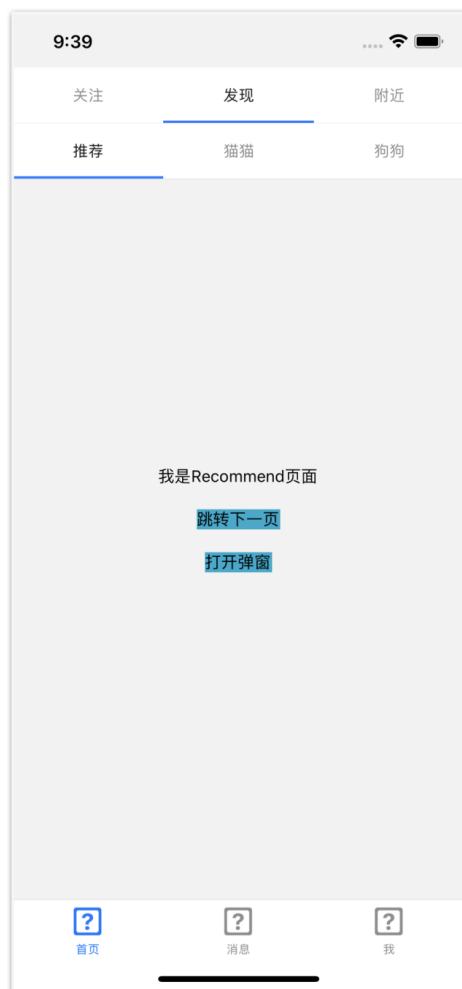 9:39
关注 发现 附近
推荐 猫猫 狗狗
我是Recommend页面
跳转下一页
打开弹窗
首页 消息 我